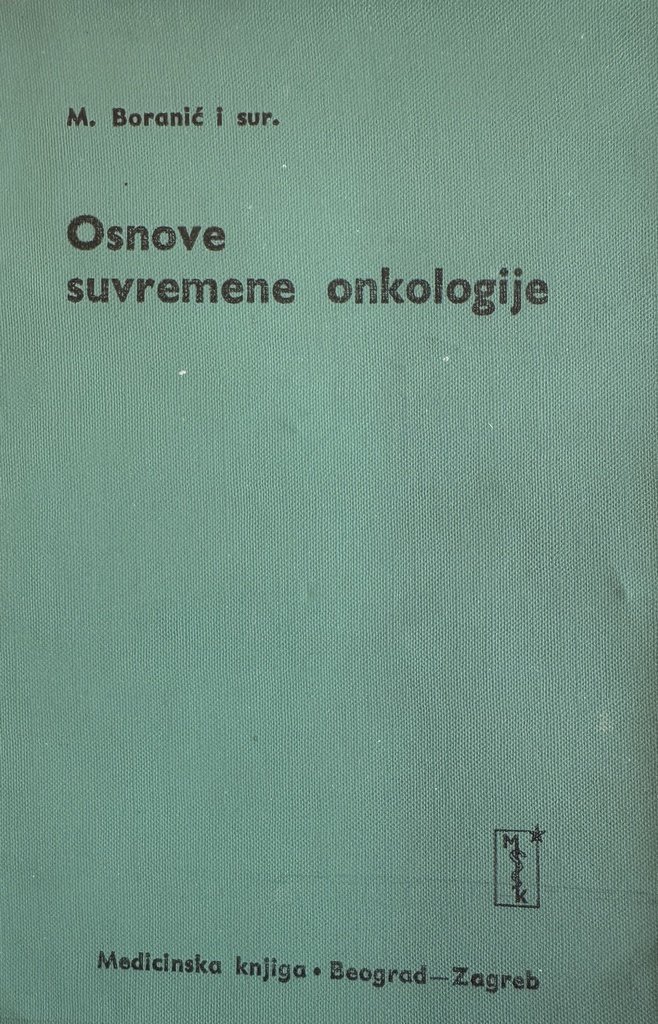 M. Boranić i sur.
Osnove
suvremene onkologije
M
K
Medicinska knjiga • Beograd—Zagreb